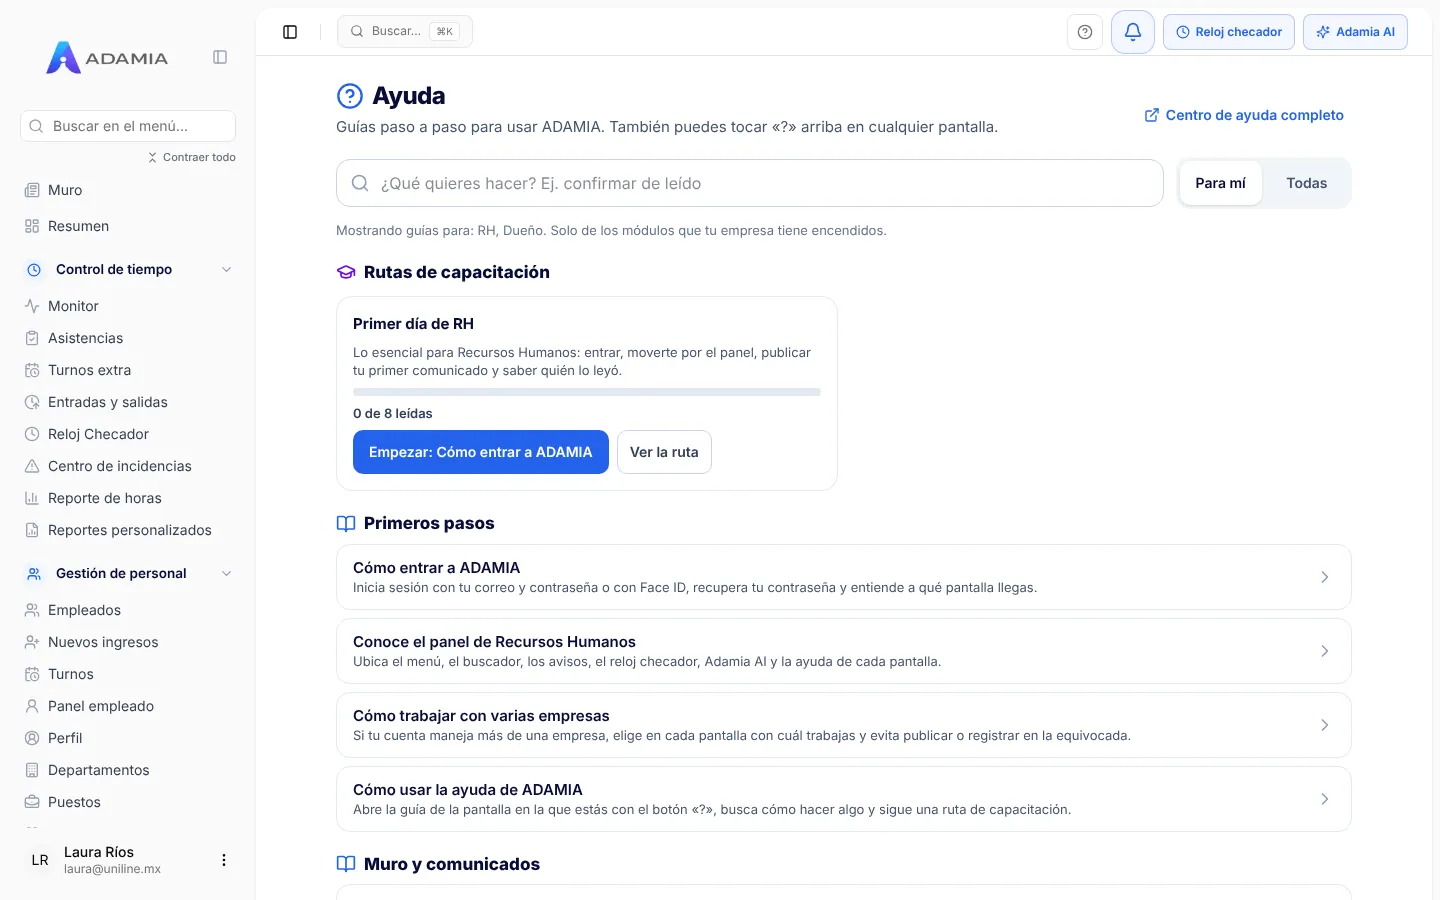 ADAMIA
Buscar en el menú...
Contraer todo
Muro
Resumen
Control de tiempo
Monitor
Asistencias
Turnos extra
Entradas y salidas
Reloj Checador
Centro de incidencias
Reporte de horas
Reportes personalizados
Gestión de personal
Empleados
Nuevos ingresos
Turnos
Panel empleado
Perfil
Departamentos
Puestos
LR
Laura Ríos
laura@uniline.mx
Buscar... ⌘K
Reloj checador
Adamia AI
Ayuda
Guías paso a paso para usar ADAMIA. También puedes tocar «?» arriba en cualquier pantalla.
Centro de ayuda completo
¿Qué quieres hacer? Ej. confirmar de leído
Para mí
Todas
Mostrando guías para: RH, Dueño. Solo de los módulos que tu empresa tiene encendidos.
Rutas de capacitación
Primer día de RH
Lo esencial para Recursos Humanos: entrar, moverte por el panel, publicar
tu primer comunicado y saber quién lo leyó.
0 de 8 leídas
Empezar: Cómo entrar a ADAMIA
Ver la ruta
Primeros pasos
Cómo entrar a ADAMIA
Inicia sesión con tu correo y contraseña o con Face ID, recupera tu contraseña y entiende a qué pantalla llegas.
Conoce el panel de Recursos Humanos
Ubica el menú, el buscador, los avisos, el reloj checador, Adamia AI y la ayuda de cada pantalla.
Cómo trabajar con varias empresas
Si tu cuenta maneja más de una empresa, elige en cada pantalla con cuál trabajas y evita publicar o registrar en la equivocada.
Cómo usar la ayuda de ADAMIA
Abre la guía de la pantalla en la que estás con el botón «?», busca cómo hacer algo y sigue una ruta de capacitación.
Muro y comunicados